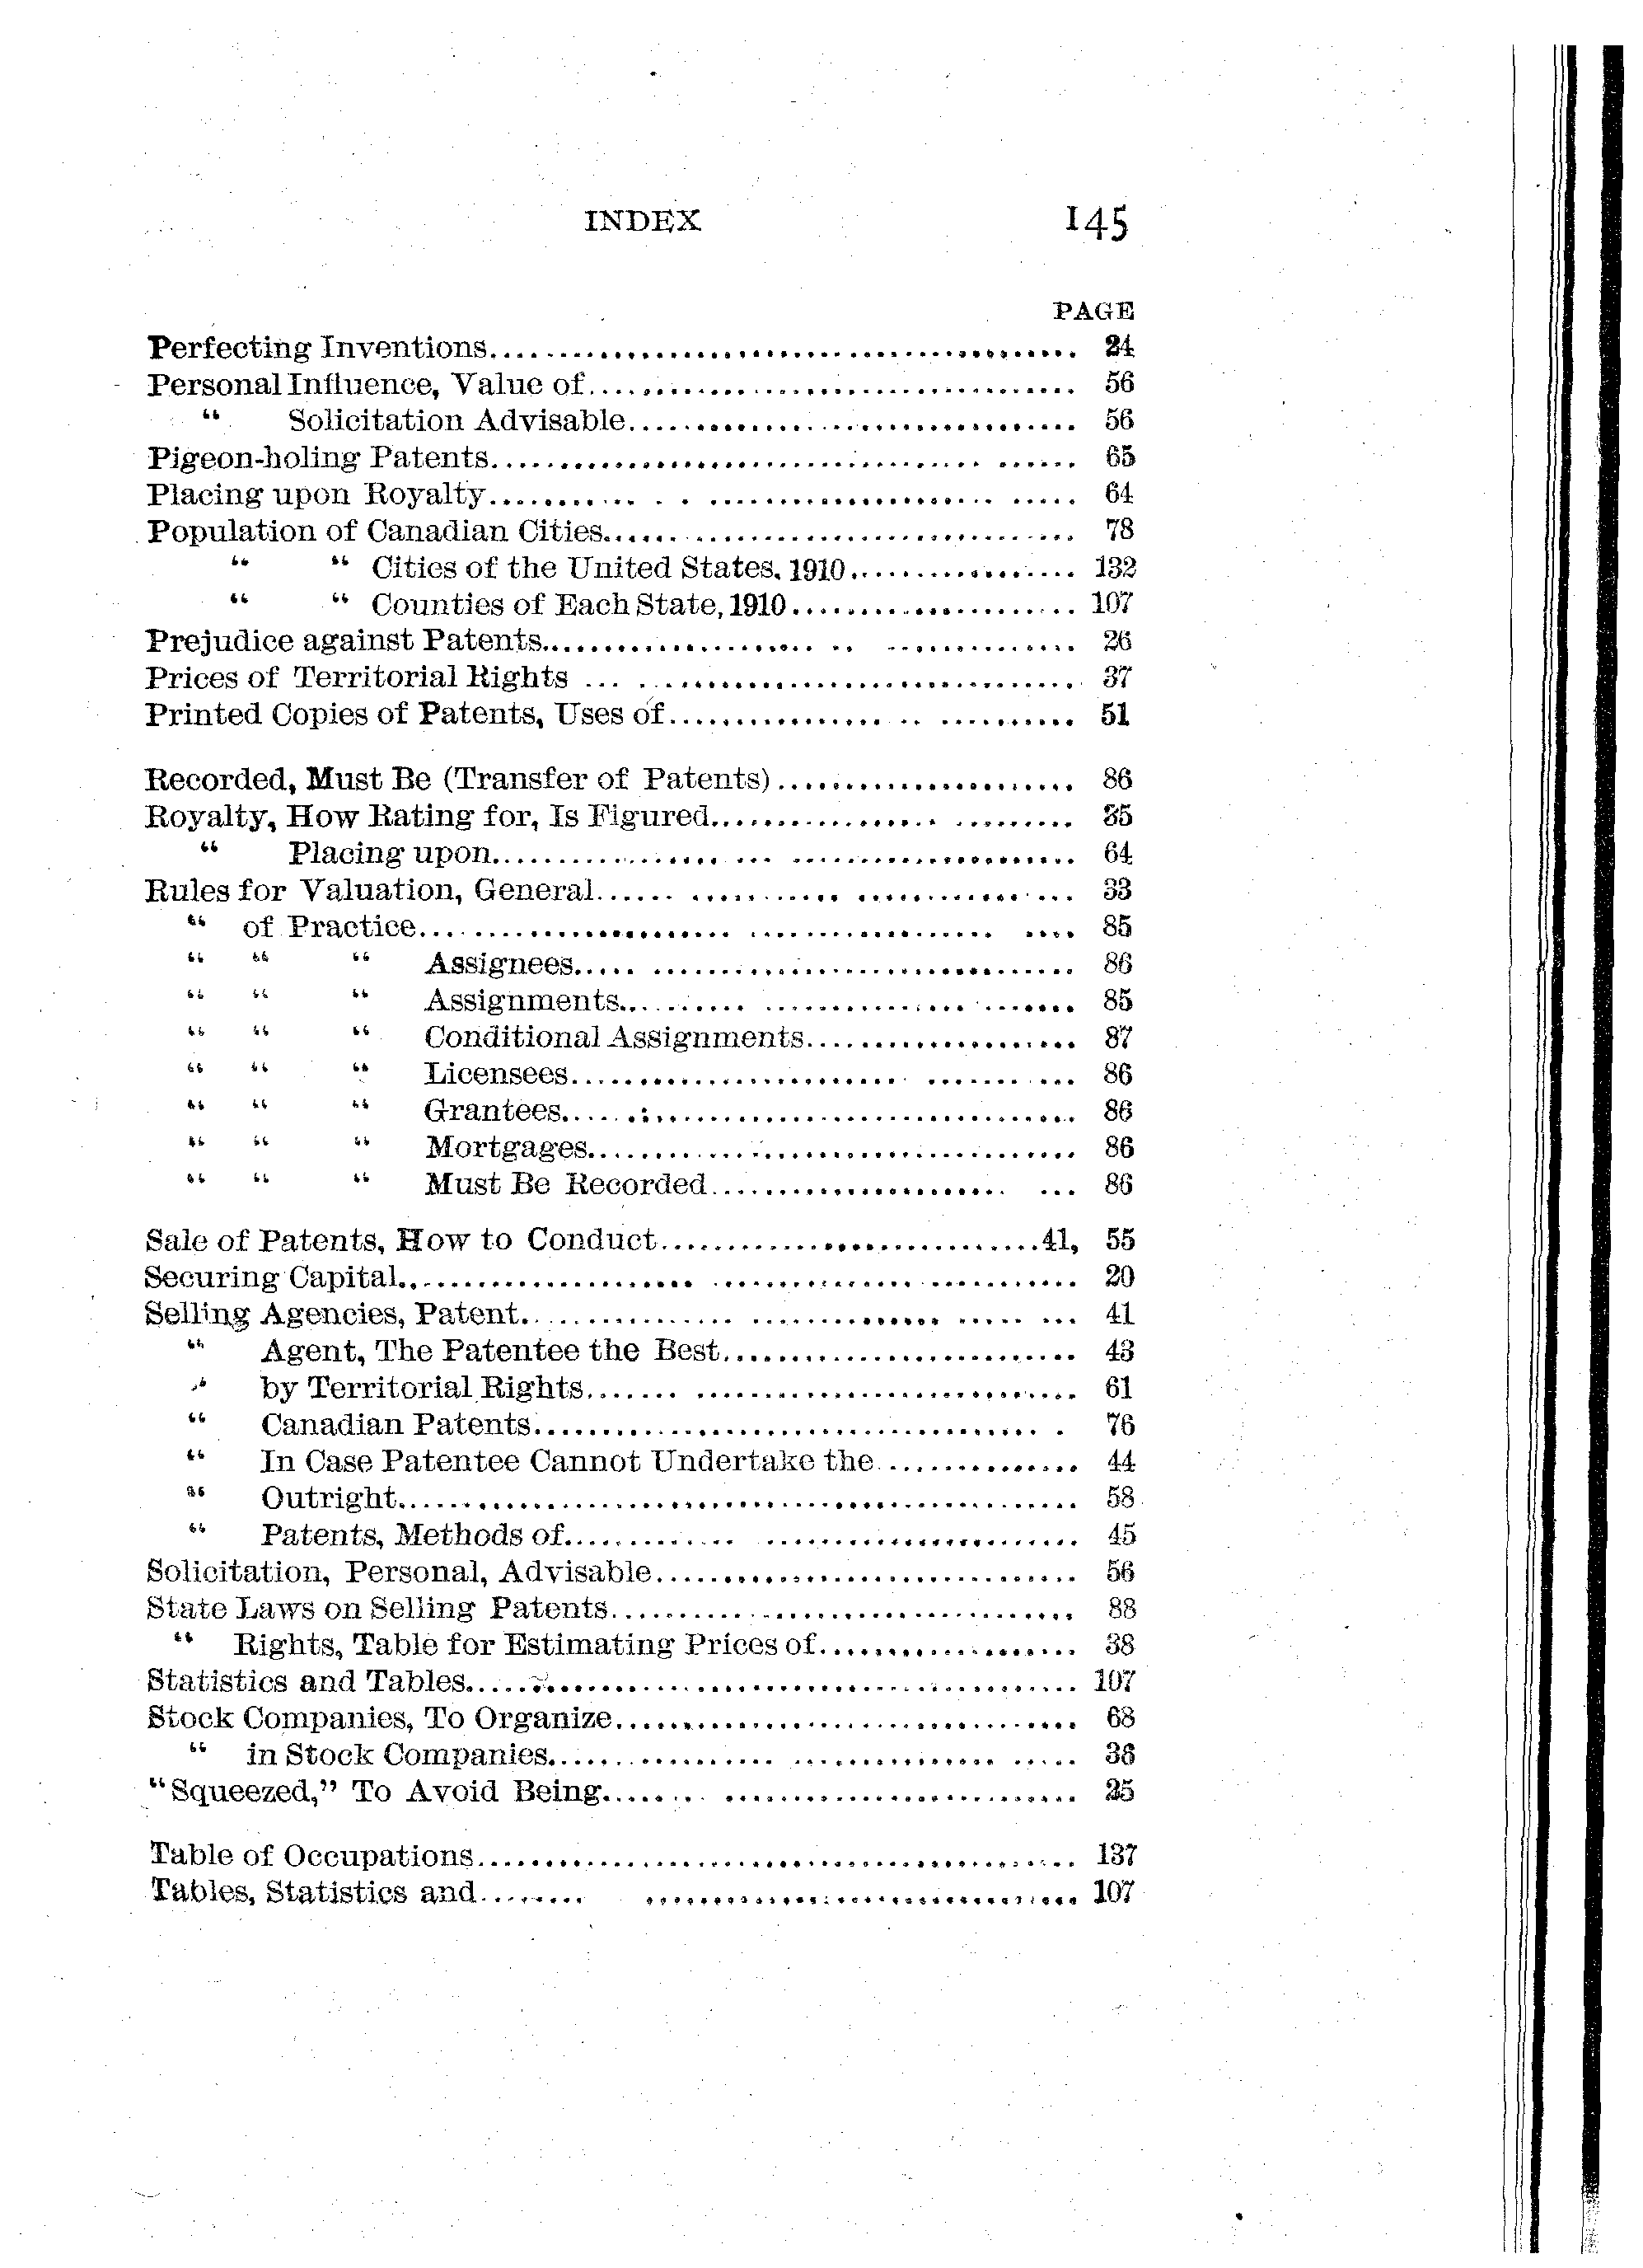 INDEX 145
PAGE
Perfecting Inventions.......................................... 24
Personal Influence, Value of.................................... 56
“ Solicitation Advisable................................ 56
Pigeon-holing Patents.......................................... 65
Placing upon Royalty........................................... 64
Population of Canadian Cities.................................. 78
“ “ Cities of the United States. 1910................. 132
“ “ Counties of Each State, 1910..................... 107
Prejudice against Patents...................................... 26
Prices of Territorial Rights ................................... 37
Printed Copies of Patents, Uses of............................. 51
Recorded, Must Be (Transfer of Patents)...................... 86
Royalty, How Rating for, Is Figured.......................... 35
“ Placing upon.......................................... 64
Rules for Valuation, General.................................. 33
“ of Practice............................................... 85
“ “ “ Assignees.................................... 86
“ “ “ Assignments................................. 85
“ “ “ Conditional Assignments.................... 87
“ “ “ Licensees.................................... 86
“ “ “ Grantees..................................... 86
“ “ “ Mortgages................................... 86
“ “ “ Must Be Recorded.......................... 86
Sale of Patents, How to Conduct............................41, 55
Securing Capital................................................ 20
Selling Agencies, Patent....................................... 41
“ Agent, The Patentee the Best.......................... 43
“ by Territorial Rights................................... 61
“ Canadian Patents....................................... 76
“ In Case Patentee Cannot Undertake the............... 44
“ Outright................................................. 58
“ Patents, Methods of..................................... 45
Solicitation, Personal, Advisable............................... 56
State Laws on Selling Patents.................................. 88
“ Rights, Table for Estimating Prices of................... 38
Statistics and Tables............................................ 107
Stock Companies, To Organize................................. 68
“ in Stock Companies...................................... 36
“Squeezed,” To Avoid Being................................... 25
Table of Occupations........................................... 137
Tables, Statistics and........................................... 107